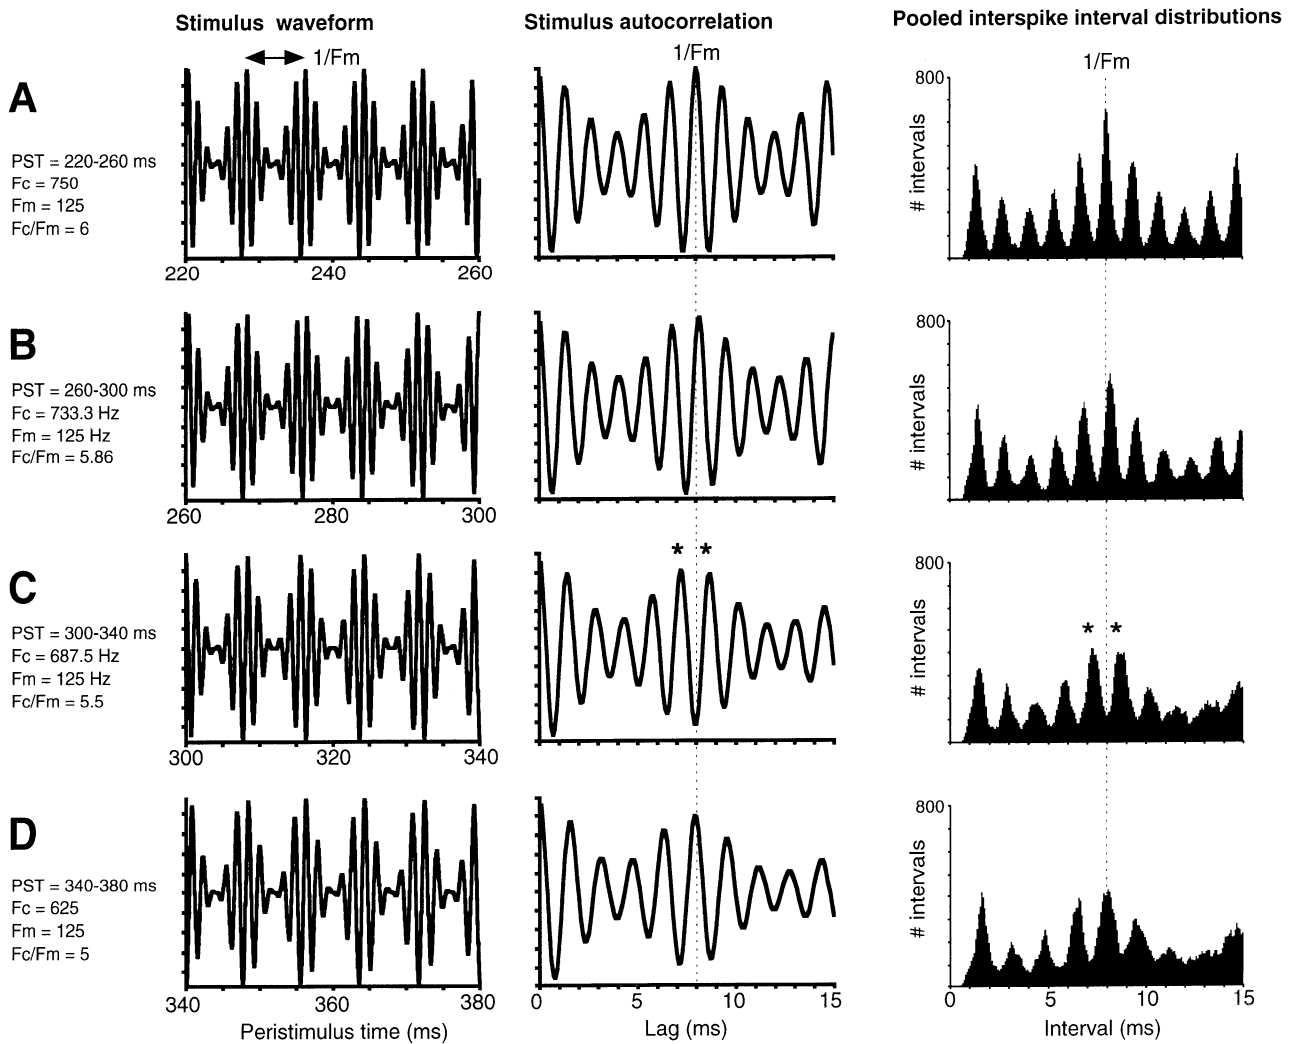 Stimulus waveform
Stimulus autocorrelation
Pooled interspike interval distributions
1/Fm
1/Fm
1/Fm
A
PST = 220-260 ms
Fc = 750
Fm = 125
Fc/Fm = 6
220
240
260
800
# intervals
B
PST = 260-300 ms
Fc = 733.3 Hz
Fm = 125 Hz
Fc/Fm = 5.86
260
280
300
800
# intervals
C
PST = 300-340 ms
Fc = 687.5 Hz
Fm = 125 Hz
Fc/Fm = 5.5
300
320
340
* *
800
# intervals
* *
D
PST = 340-380 ms
Fc = 625
Fm = 125
Fc/Fm = 5
340
360
380
Peristimulus time (ms)
0
5
10
15
Lag (ms)
800
# intervals
0
5
10
15
Interval (ms)